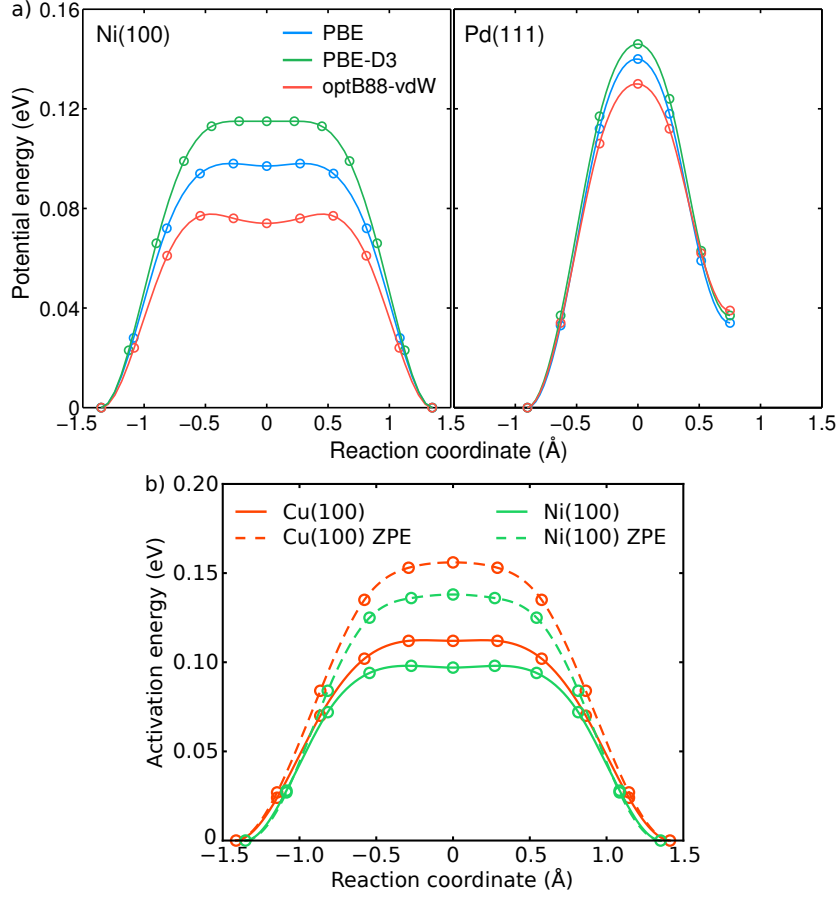 a)
Ni(100)
PBE
PBE-D3
optB88-vdW
Pd(111)
Potential energy (eV)
0.16
0.12
0.08
0.04
0
−1.5 −1 −0.5 0 0.5 1 −1.5 −1 −0.5 0 0.5 1 1.5
1.5
Reaction coordinate (Å)
b)
Cu(100)
Cu(100) ZPE
Ni(100)
Ni(100) ZPE
Activation energy (eV)
0.20
0.15
0.10
0.05
0
−1.5 −1.0 −0.5 0 0.5 1.0 1.5
Reaction coordinate (Å)